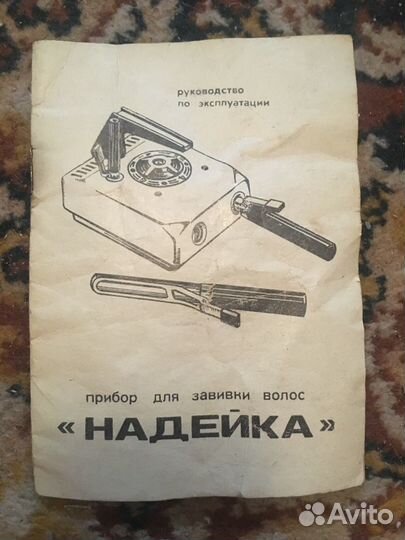 руководство
по эксплуатации
прибор для завивки волос
«НАДЕЙКА»
Avito